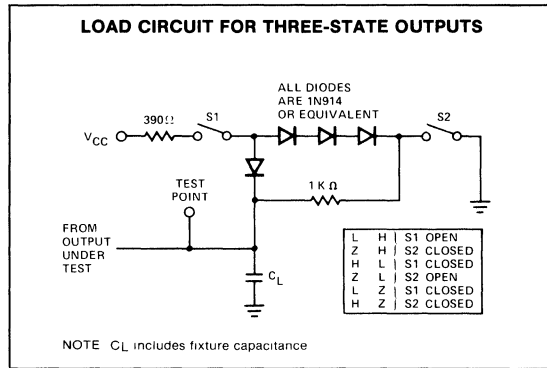 LOAD CIRCUIT FOR THREE-STATE OUTPUTS
ALL DIODES
ARE 1N914
OR EQUIVALENT
390Ω
S1
S2
VCC
TEST
POINT
1 K Ω
FROM
OUTPUT
UNDER
TEST
CL
L H S1 OPEN
Z H S2 CLOSED
H L S1 CLOSED
Z L S2 OPEN
L Z S1 CLOSED
H Z S2 CLOSED
NOTE CL includes fixture capacitance